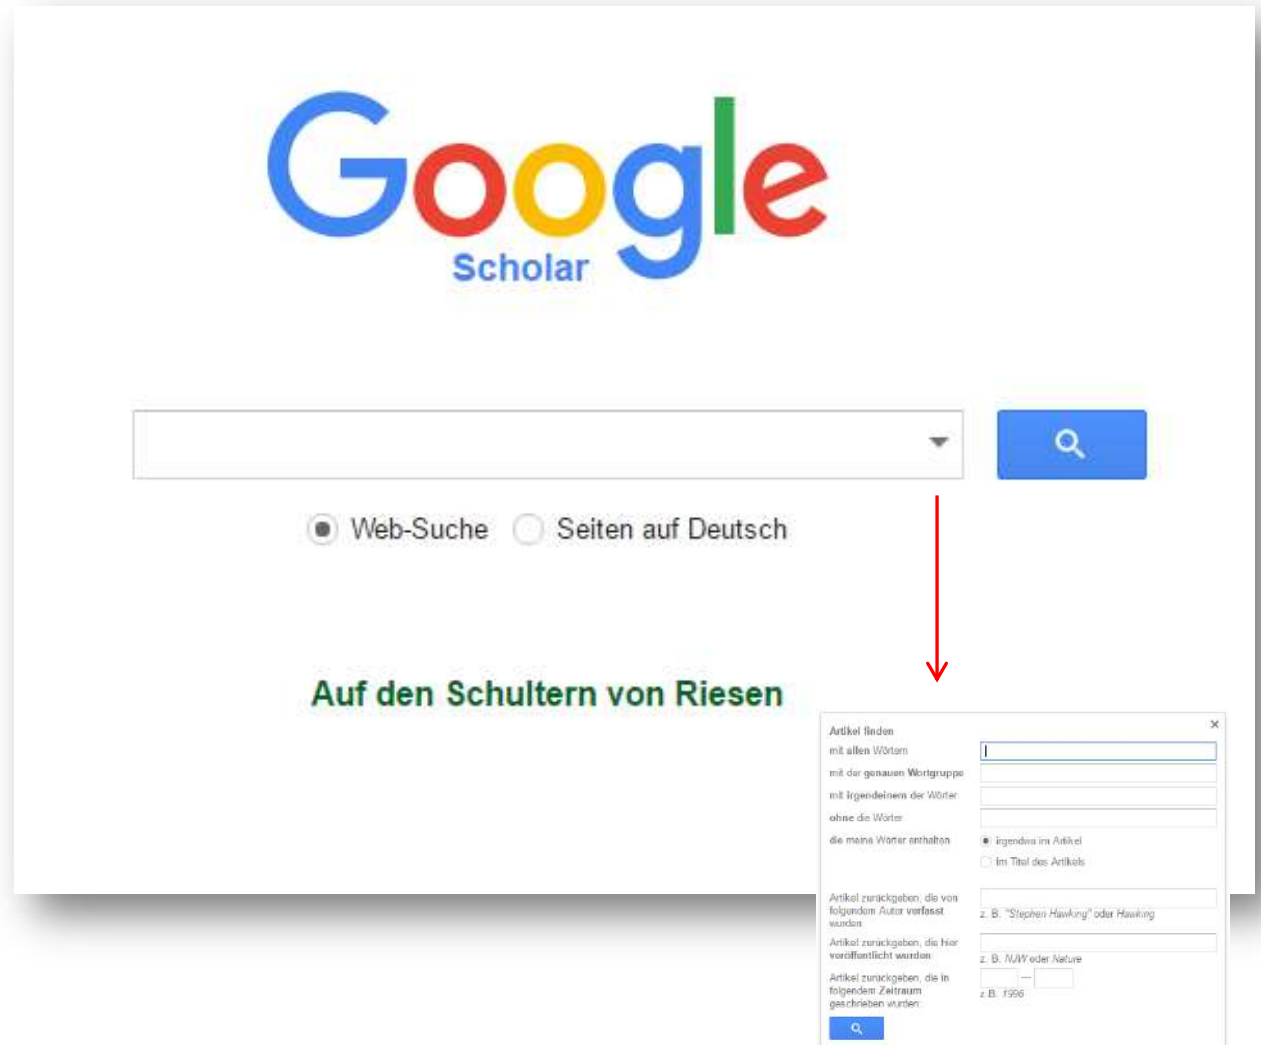 Google
Scholar
Web-Suche Seiten auf Deutsch
Auf den Schultern von Riesen
Artikel finden
mit allen Wörtern
mit der genauen Wortgruppe
mit irgendeinem der Wörter
ohne die Wörter
die meine Wörter enthalten irgendwo im Artikel
im Titel des Artikels
Artikel zurückgeben, die von
folgendem Autor verfasst
wurden: z. B. "Stephen Hawking" oder Hawking
Artikel zurückgeben, die hier
veröffentlicht wurden: z. B. NJW oder Nature
Artikel zurückgeben, die in —
folgendem Zeitraum
geschrieben wurden: z.B. 1996